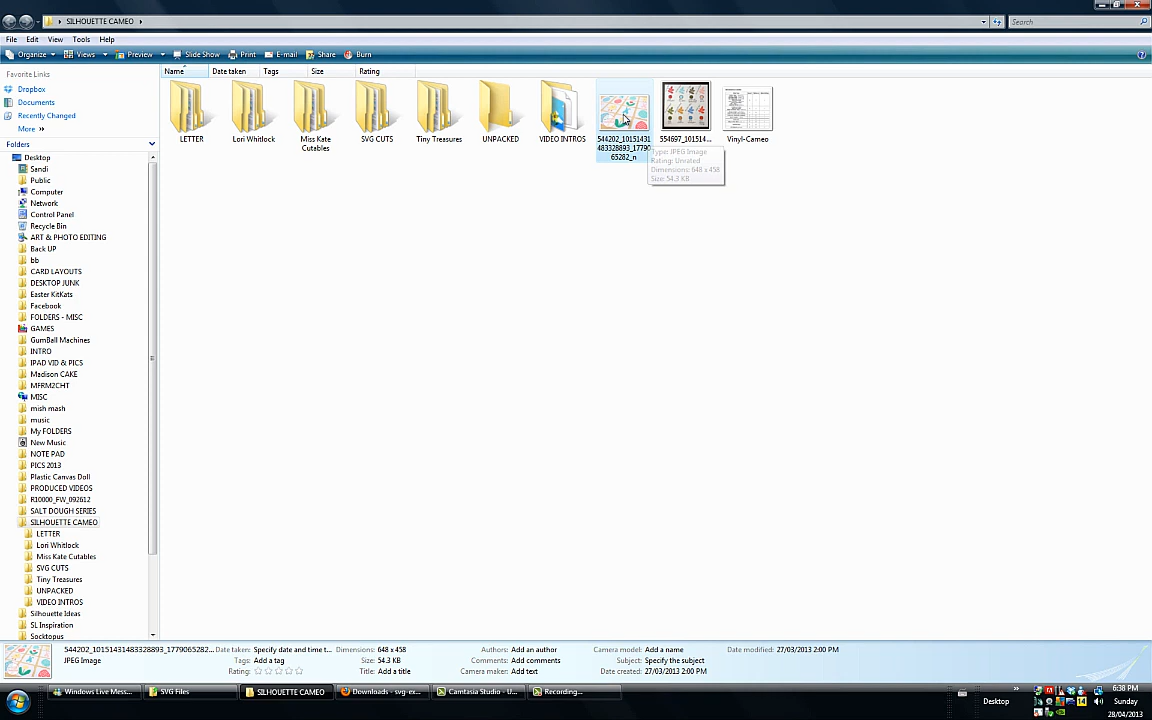 SILHOUETTE CAMEO
Search
File Edit View Tools Help
Organize Views Preview Slide Show Print E-mail Share Burn
Favorite Links
Name Date taken Tags Size Rating
Dropbox
Documents
Recently Changed
More »
Folders
LETTER
Lori Whitlock
Miss Kate
Cutables
SVG CUTS
Tiny Treasures
UNPACKED
VIDEO INTROS
544202_10151431
483328893_17790
65282_n
554697_101514...
Vinyl-Cameo
Type: JPEG Image
Rating: Unrated
Dimensions: 648 x 458
Size: 54.3 KB
Desktop
Sandi
Public
Computer
Network
Control Panel
Recycle Bin
ART & PHOTO EDITING
Back UP
bb
CARD LAYOUTS
DESKTOP JUNK
Easter KitKats
Facebook
FOLDERS - MISC
GAMES
GumBall Machines
INTRO
IPAD VID & PICS
Madison CAKE
MFRM2CHT
MISC
mish mash
music
My FOLDERS
New Music
NOTE PAD
PICS 2013
Plastic Canvas Doll
PRODUCED VIDEOS
R10000_FW_092612
SALT DOUGH SERIES
SILHOUETTE CAMEO
LETTER
Lori Whitlock
Miss Kate Cutables
SVG CUTS
Tiny Treasures
UNPACKED
VIDEO INTROS
Silhouette Ideas
SL Inspiration
Socktopus
544202_10151431483328893_1779065282... Date taken: Specify date and time t... Dimensions: 648 x 458 Authors: Add an author Camera model: Add a name Date modified: 27/03/2013 2:00 PM
JPEG Image Tags: Add a tag Size: 54.3 KB Comments: Add comments Subject: Specify the subject
Rating: Title: Add a title Camera maker: Add text Date created: 27/03/2013 2:00 PM
Windows Live Mess... SVG Files SILHOUETTE CAMEO Downloads - svg-ex... Camtasia Studio - U... Recording...
Desktop
14
6:38 PM
Sunday
28/04/2013